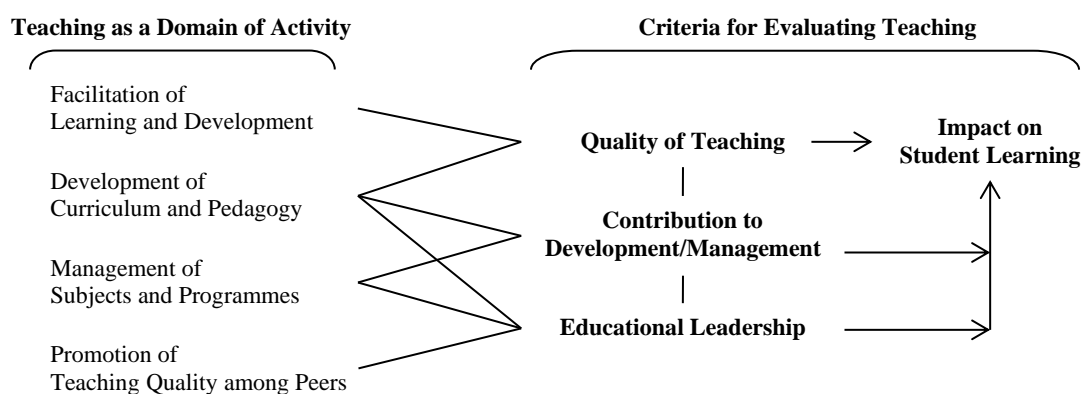 Teaching as a Domain of Activity
Criteria for Evaluating Teaching
Facilitation of
Learning and Development
Development of
Curriculum and Pedagogy
Management of
Subjects and Programmes
Promotion of
Teaching Quality among Peers
Quality of Teaching
Contribution to
Development/Management
Educational Leadership
Impact on
Student Learning